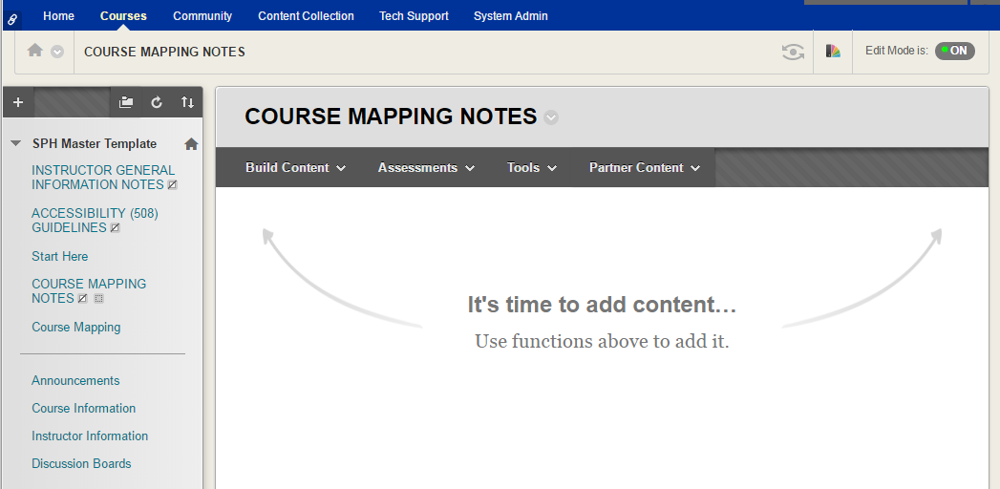 Home Courses Community Content Collection Tech Support System Admin
COURSE MAPPING NOTES Edit Mode is: ON
SPH Master Template
INSTRUCTOR GENERAL
INFORMATION NOTES
ACCESSIBILITY (508)
GUIDELINES
Start Here
COURSE MAPPING
NOTES
Course Mapping
Announcements
Course Information
Instructor Information
Discussion Boards
COURSE MAPPING NOTES
Build Content Assessments Tools Partner Content
It's time to add content...
Use functions above to add it.